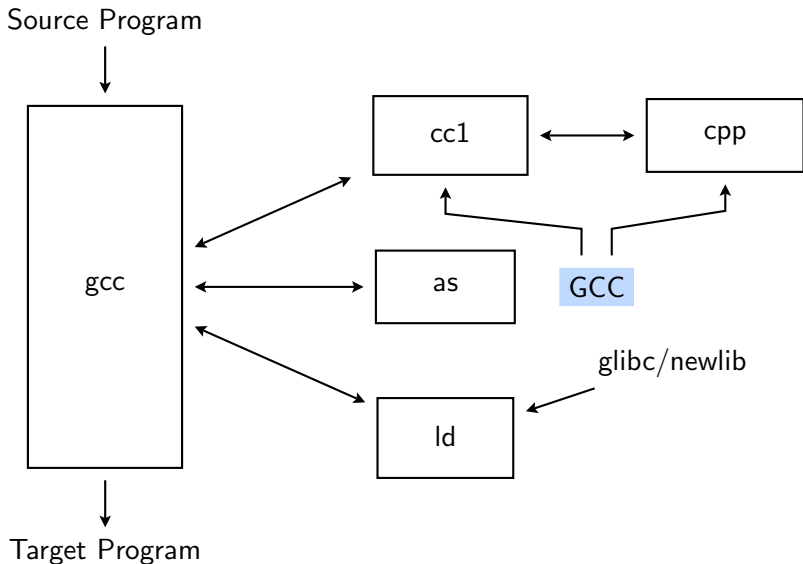 Source Program
cc1
cpp
gcc
as
GCC
glibc/newlib
ld
Target Program